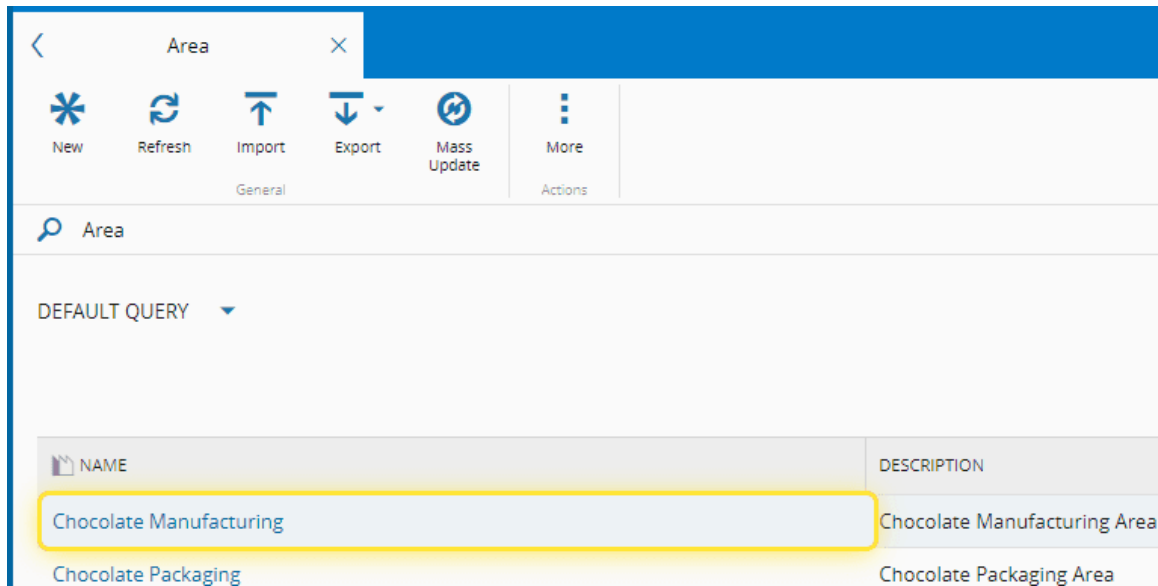 Area
New Refresh Import Export Mass Update More
General Actions
Area
DEFAULT QUERY
NAME DESCRIPTION
Chocolate Manufacturing Chocolate Manufacturing Area
Chocolate Packaging Chocolate Packaging Area